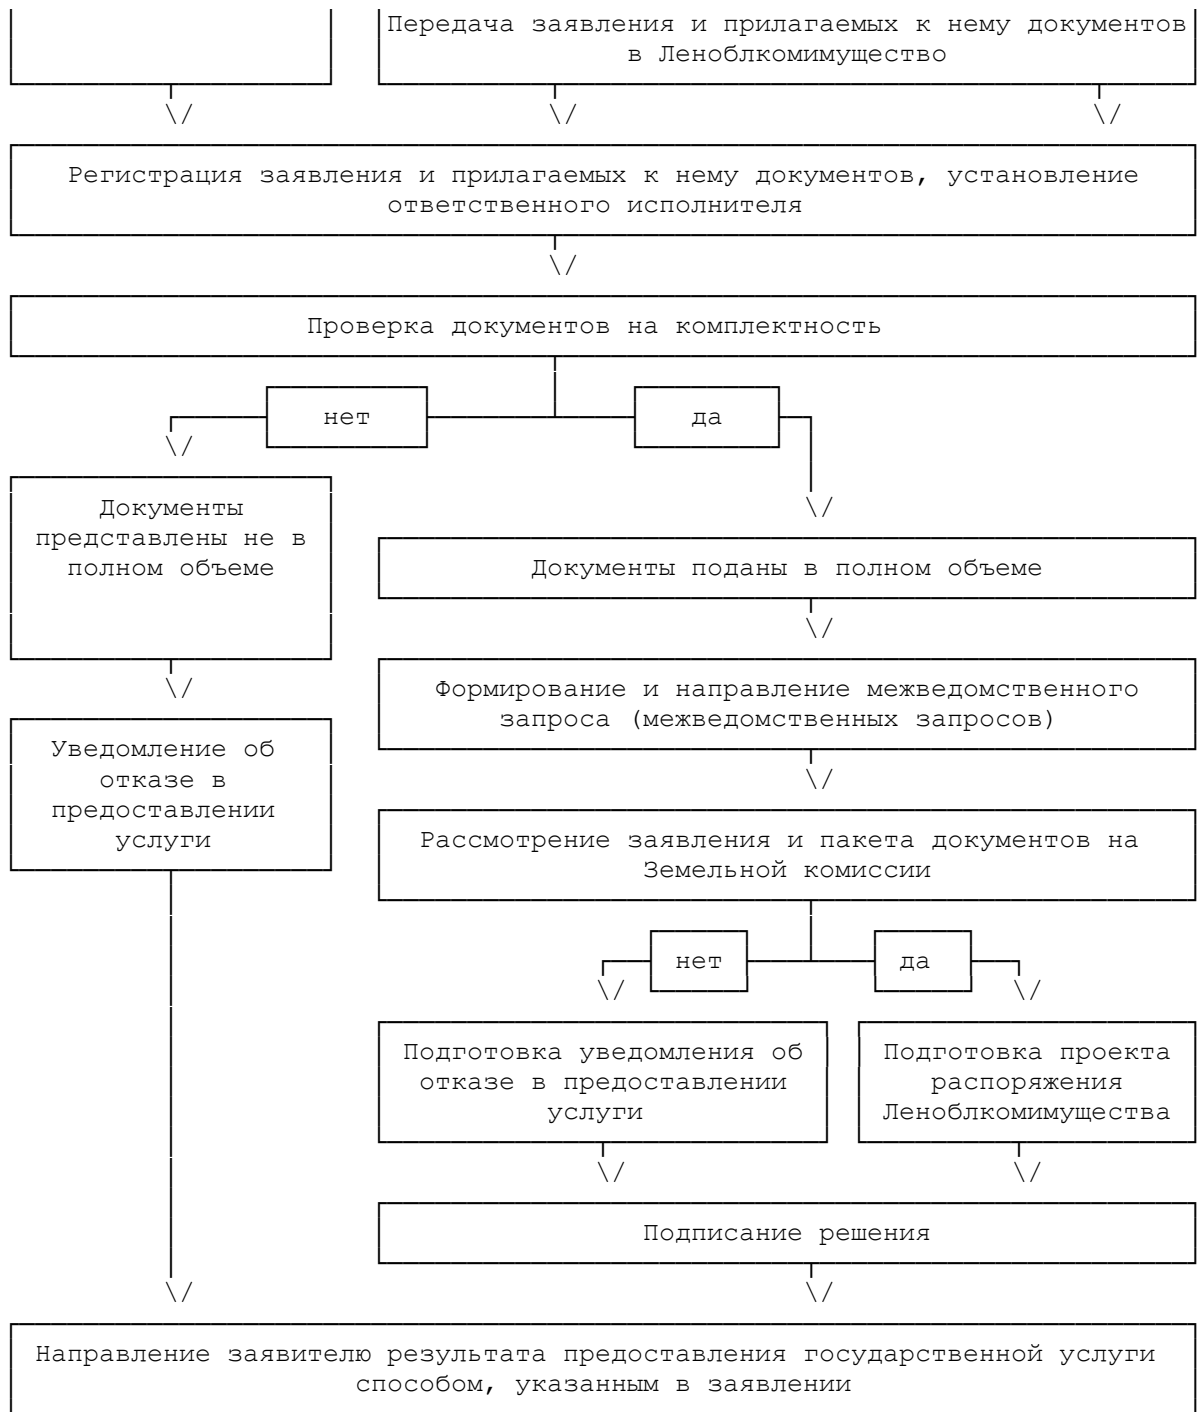 Передача заявления и прилагаемых к нему документов
в Леноблкомимущество
\/ \/ \/
Регистрация заявления и прилагаемых к нему документов, установление
ответственного исполнителя
\/
Проверка документов на комплектность
нет да
\/
Документы
представлены не в
полном объеме
\/
Документы поданы в полном объеме
\/
\/
Формирование и направление межведомственного
запроса (межведомственных запросов)
Уведомление об
отказе в
предоставлении
услуги
\/
Рассмотрение заявления и пакета документов на
Земельной комиссии
нет да
\/ \/
Подготовка уведомления об
отказе в предоставлении
услуги
Подготовка проекта
распоряжения
Леноблкомимущества
\/ \/
Подписание решения
\/ \/
Направление заявителю результата предоставления государственной услуги
способом, указанным в заявлении